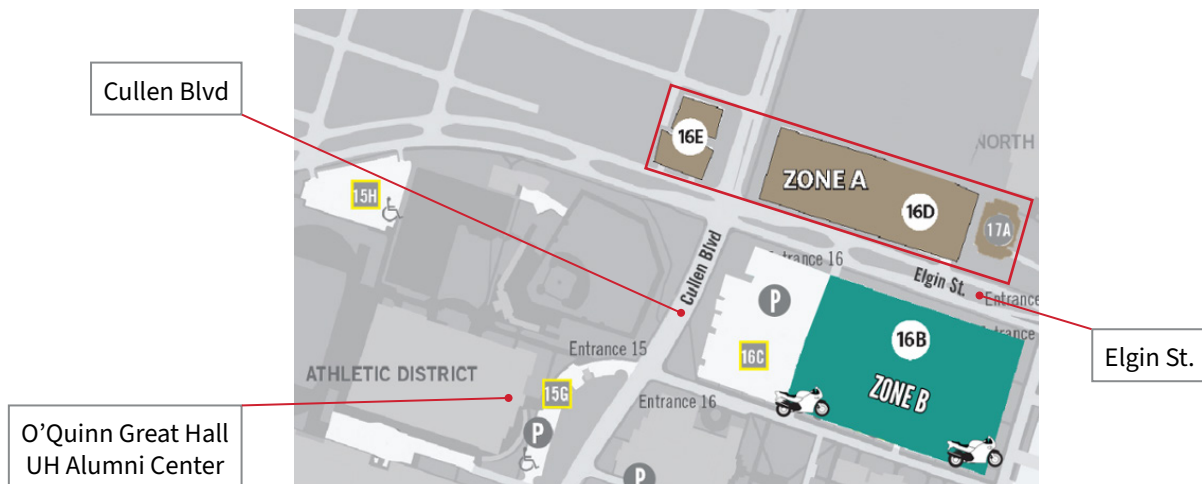 Cullen Blvd
16E
NORTH
ZONE A
15H
16D
17A
Cullen Blvd
Entrance 16
Elgin St.
Entrance
P
Entrance
16B
Entrance 15
16C
Elgin St.
ATHLETIC DISTRICT
15G
ZONE B
Entrance 16
O’Quinn Great Hall
UH Alumni Center
P
P